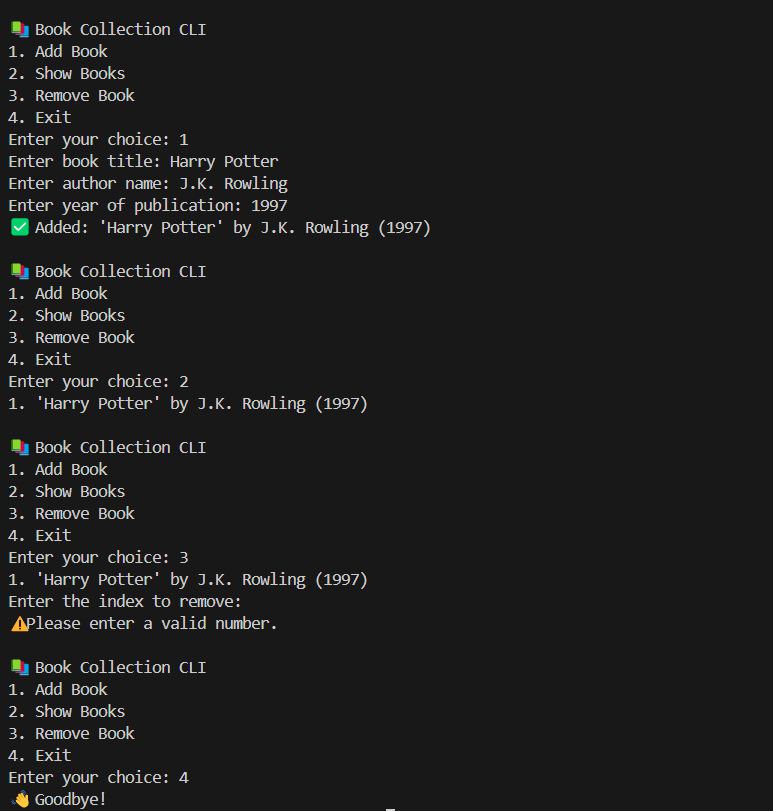 📚 Book Collection CLI
1. Add Book
2. Show Books
3. Remove Book
4. Exit
Enter your choice: 1
Enter book title: Harry Potter
Enter author name: J.K. Rowling
Enter year of publication: 1997
✅ Added: 'Harry Potter' by J.K. Rowling (1997)
📚 Book Collection CLI
1. Add Book
2. Show Books
3. Remove Book
4. Exit
Enter your choice: 2
1. 'Harry Potter' by J.K. Rowling (1997)
📚 Book Collection CLI
1. Add Book
2. Show Books
3. Remove Book
4. Exit
Enter your choice: 3
1. 'Harry Potter' by J.K. Rowling (1997)
Enter the index to remove:
⚠️Please enter a valid number.
📚 Book Collection CLI
1. Add Book
2. Show Books
3. Remove Book
4. Exit
Enter your choice: 4
👋 Goodbye!